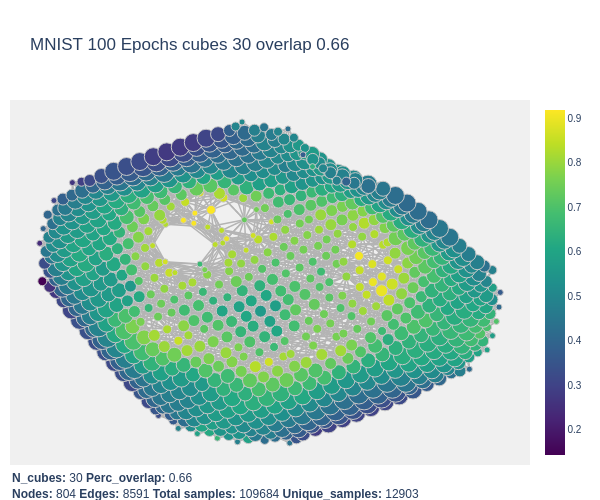 MNIST 100 Epochs cubes 30 overlap 0.66
0.9
0.8
0.7
0.6
0.5
0.4
0.3
0.2
N_cubes: 30 Perc_overlap: 0.66
Nodes: 804 Edges: 8591 Total samples: 109684 Unique_samples: 12903